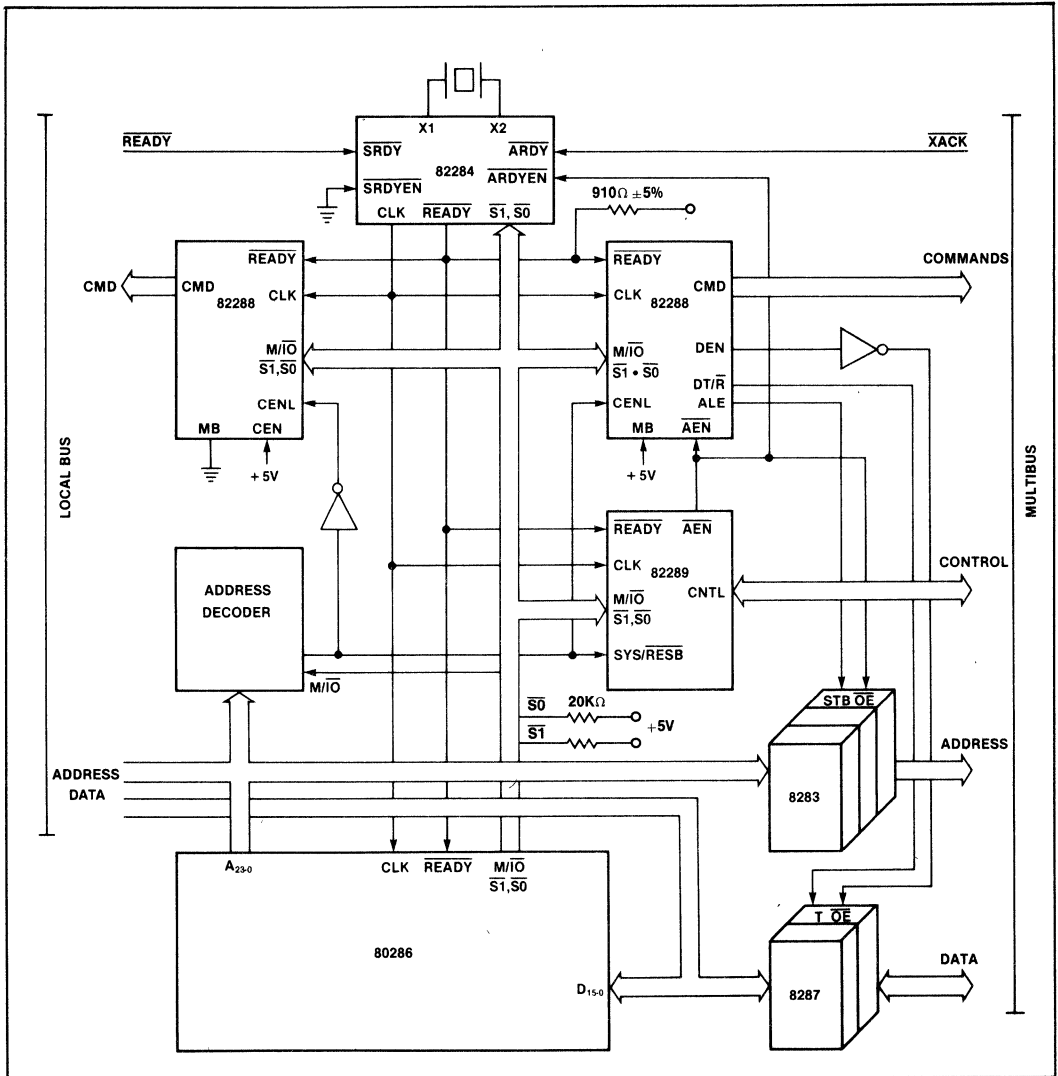 X1 X2
READY
SRDY
ARDY
XACK
82284
SRDYEN
ARDYEN
910Ω ±5%
CLK READY S1, S0
READY
READY
COMMANDS
CMD
CMD
82288
CLK
CLK
82288
CMD
M/IO
S1,S0
M/IO
S1 • S0
DEN
DT/R
CENL
CENL
ALE
MB CEN
MB AEN
+5V
+5V
LOCAL BUS
MULTIBUS
READY AEN
CLK
CONTROL
82289
ADDRESS
DECODER
CNTL
M/IO
S1,S0
SYS/RESB
M/IO
S0 20KΩ
+5V
S1
STB OE
ADDRESS
ADDRESS
DATA
8283
A23-0
CLK READY M/IO
S1,S0
T OE
80286
DATA
D15-0
8287